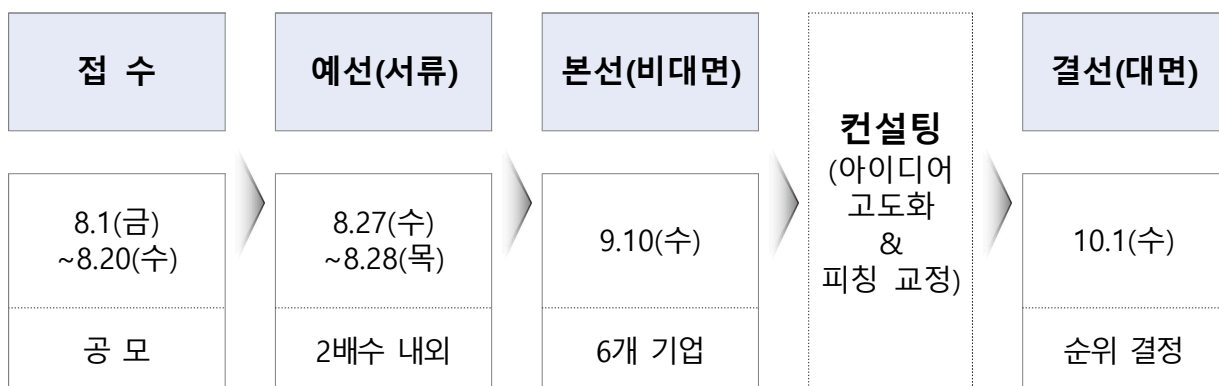 접 수
8.1(금)
~8.20(수)
공 모
예선(서류)
8.27(수)
~8.28(목)
2배수 내외
본선(비대면)
9.10(수)
6개 기업
컨설팅
(아이디어
고도화
&
피칭 교정)
결선(대면)
10.1(수)
순위 결정